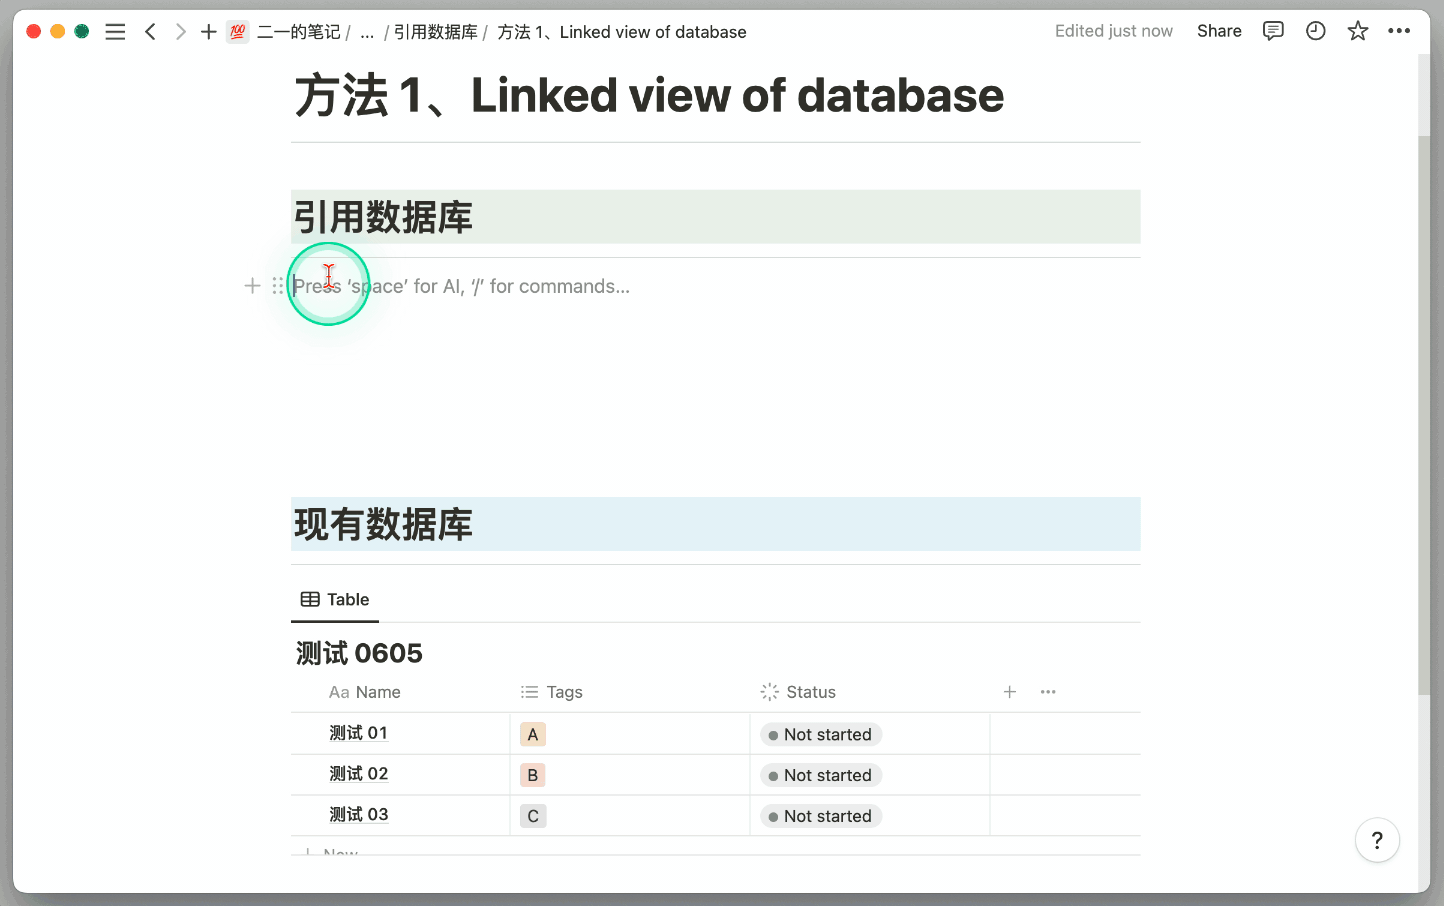 💯 二一的笔记 / ... / 引用数据库 / 方法 1、Linked view of database
Edited just now Share
方法 1、Linked view of database
引用数据库
Press ‘space’ for AI, ‘/’ for commands…
现有数据库
Table
测试 0605
Aa Name Tags Status
测试 01 A Not started
测试 02 B Not started
测试 03 C Not started
New
?